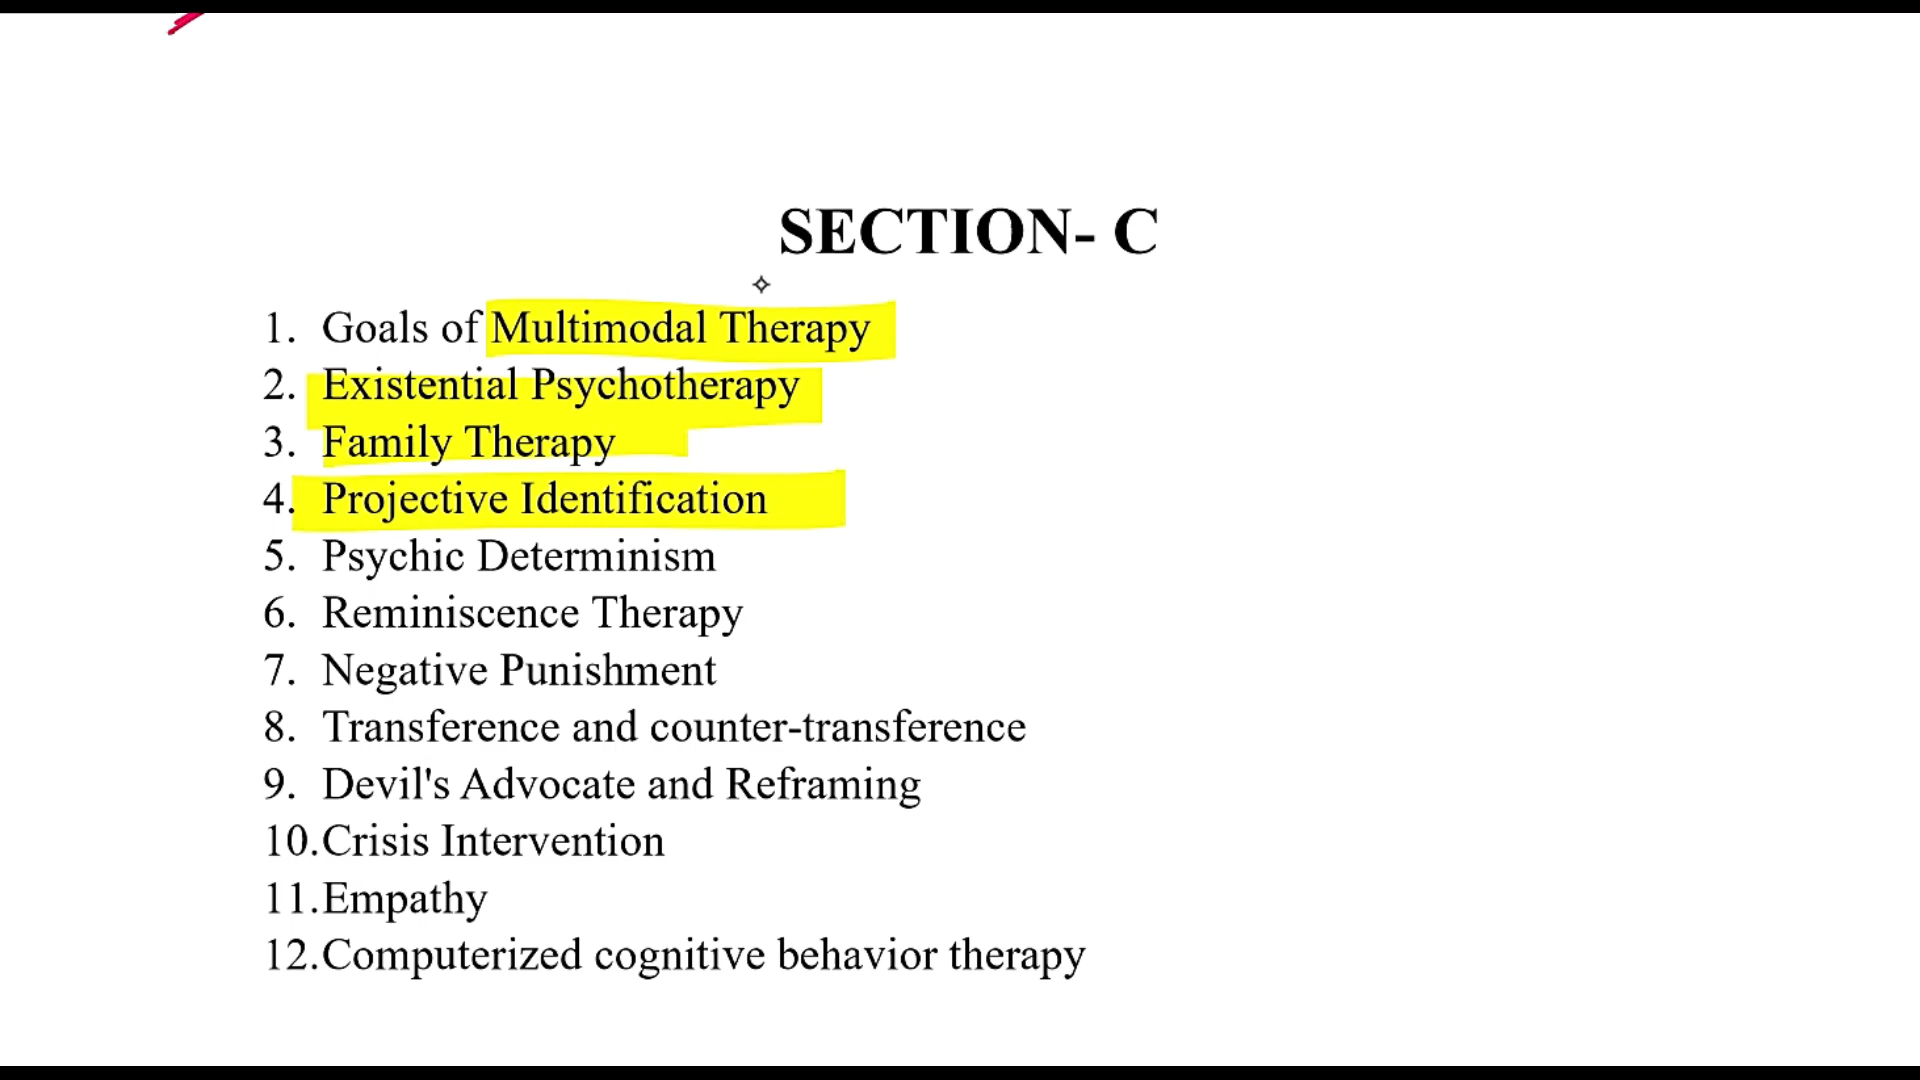 SECTION- C
1. Goals of Multimodal Therapy
2. Existential Psychotherapy
3. Family Therapy
4. Projective Identification
5. Psychic Determinism
6. Reminiscence Therapy
7. Negative Punishment
8. Transference and counter-transference
9. Devil's Advocate and Reframing
10.Crisis Intervention
11.Empathy
12.Computerized cognitive behavior therapy